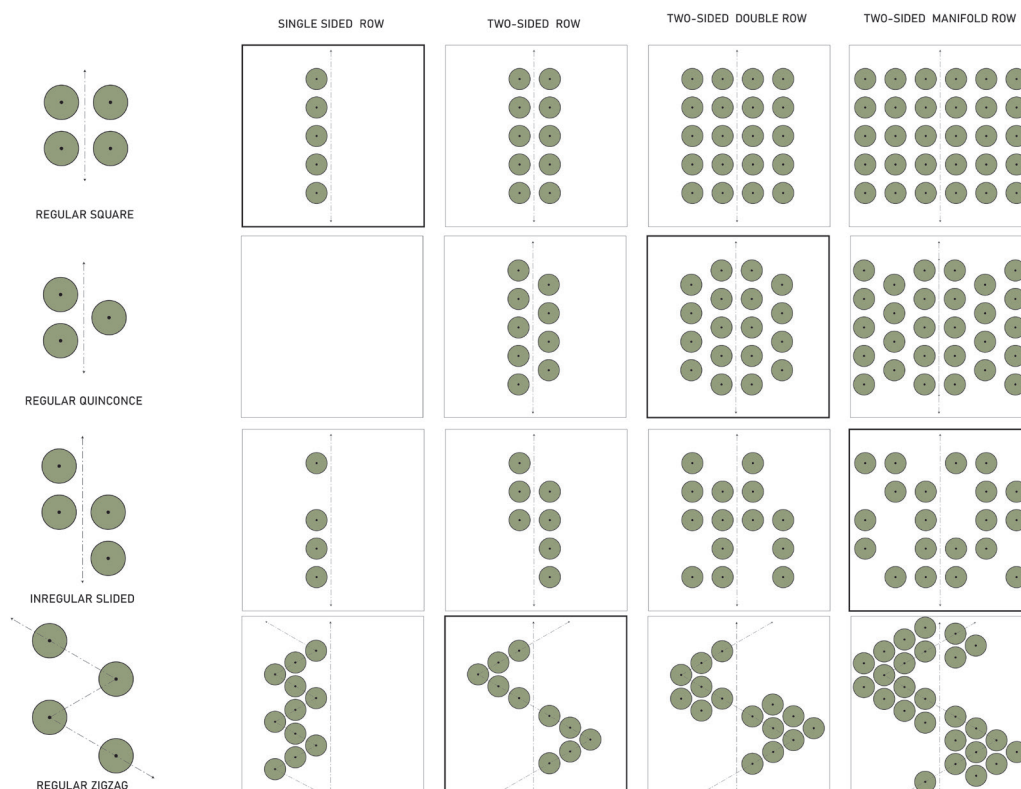 SINGLE SIDED ROW
TWO-SIDED ROW
TWO-SIDED DOUBLE ROW
TWO-SIDED MANIFOLD ROW
REGULAR SQUARE
REGULAR QUINCONCE
INREGULAR SLIDED
REGULAR ZIGZAG